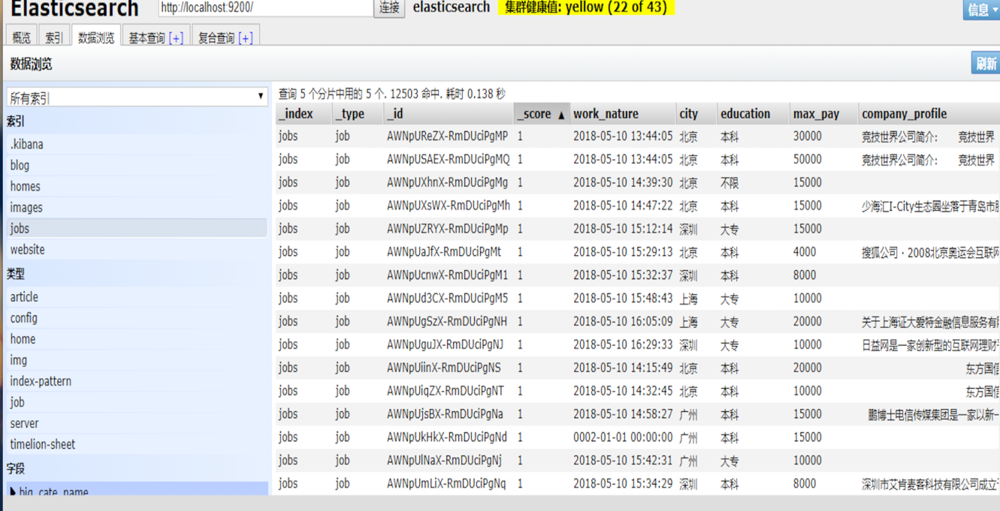 Elasticsearch http://localhost:9200/ 连接 elasticsearch 集群健康值: yellow (22 of 43) 信息
概览 索引 数据浏览 基本查询 [+] 复合查询 [+]
数据浏览 刷新
所有索引
查询 5 个分片中用的 5 个. 12503 命中. 耗时 0.138 秒
索引
.kibana
blog
homes
images
jobs
website
类型
article
config
home
img
index-pattern
job
server
timelion-sheet
字段
big_cate_name
_index _type _id _score ▲ work_nature city education max_pay company_profile
jobs job AWNpUReZX-RmDUciPgMP 1 2018-05-10 13:44:05 北京 本科 30000 竞技世界公司简介: 竞技世界
jobs job AWNpUSAEX-RmDUciPgMQ 1 2018-05-10 13:44:05 北京 本科 50000 竞技世界公司简介: 竞技世界
jobs job AWNpUXhnX-RmDUciPgMg 1 2018-05-10 14:39:30 北京 不限 15000
jobs job AWNpUXsWX-RmDUciPgMh 1 2018-05-10 14:47:22 北京 本科 15000 少海汇I-City生态圈坐落于青岛市
jobs job AWNpUZRYX-RmDUciPgMp 1 2018-05-10 15:12:14 深圳 大专 15000
jobs job AWNpUaJfX-RmDUciPgMt 1 2018-05-10 15:29:13 北京 本科 4000 搜狐公司・2008北京奥运会互联网
jobs job AWNpUcnwX-RmDUciPgM1 1 2018-05-10 15:32:37 深圳 本科 8000
jobs job AWNpUd3CX-RmDUciPgM5 1 2018-05-10 15:48:43 上海 大专 10000
jobs job AWNpUgSzX-RmDUciPgNH 1 2018-05-10 16:05:09 上海 大专 20000 关于上海证大爱特金融信息服务有
jobs job AWNpUguJX-RmDUciPgNJ 1 2018-05-10 16:29:33 深圳 大专 10000 日益网是一家创新型的互联网理财
jobs job AWNpUiinX-RmDUciPgNS 1 2018-05-10 14:15:49 北京 本科 20000 东方国信
jobs job AWNpUiqZX-RmDUciPgNT 1 2018-05-10 14:32:45 北京 本科 10000 东方国信
jobs job AWNpUjsBX-RmDUciPgNa 1 2018-05-10 14:58:27 广州 本科 15000 鹏博士电信传媒集团是一家以新一
jobs job AWNpUkHkX-RmDUciPgNd 1 0002-01-01 00:00:00 广州 本科 15000
jobs job AWNpUlNaX-RmDUciPgNj 1 2018-05-10 15:42:31 广州 大专 10000
jobs job AWNpUmLiX-RmDUciPgNq 1 2018-05-10 15:34:29 深圳 本科 8000 深圳市艾肯麦客科技有限公司成立